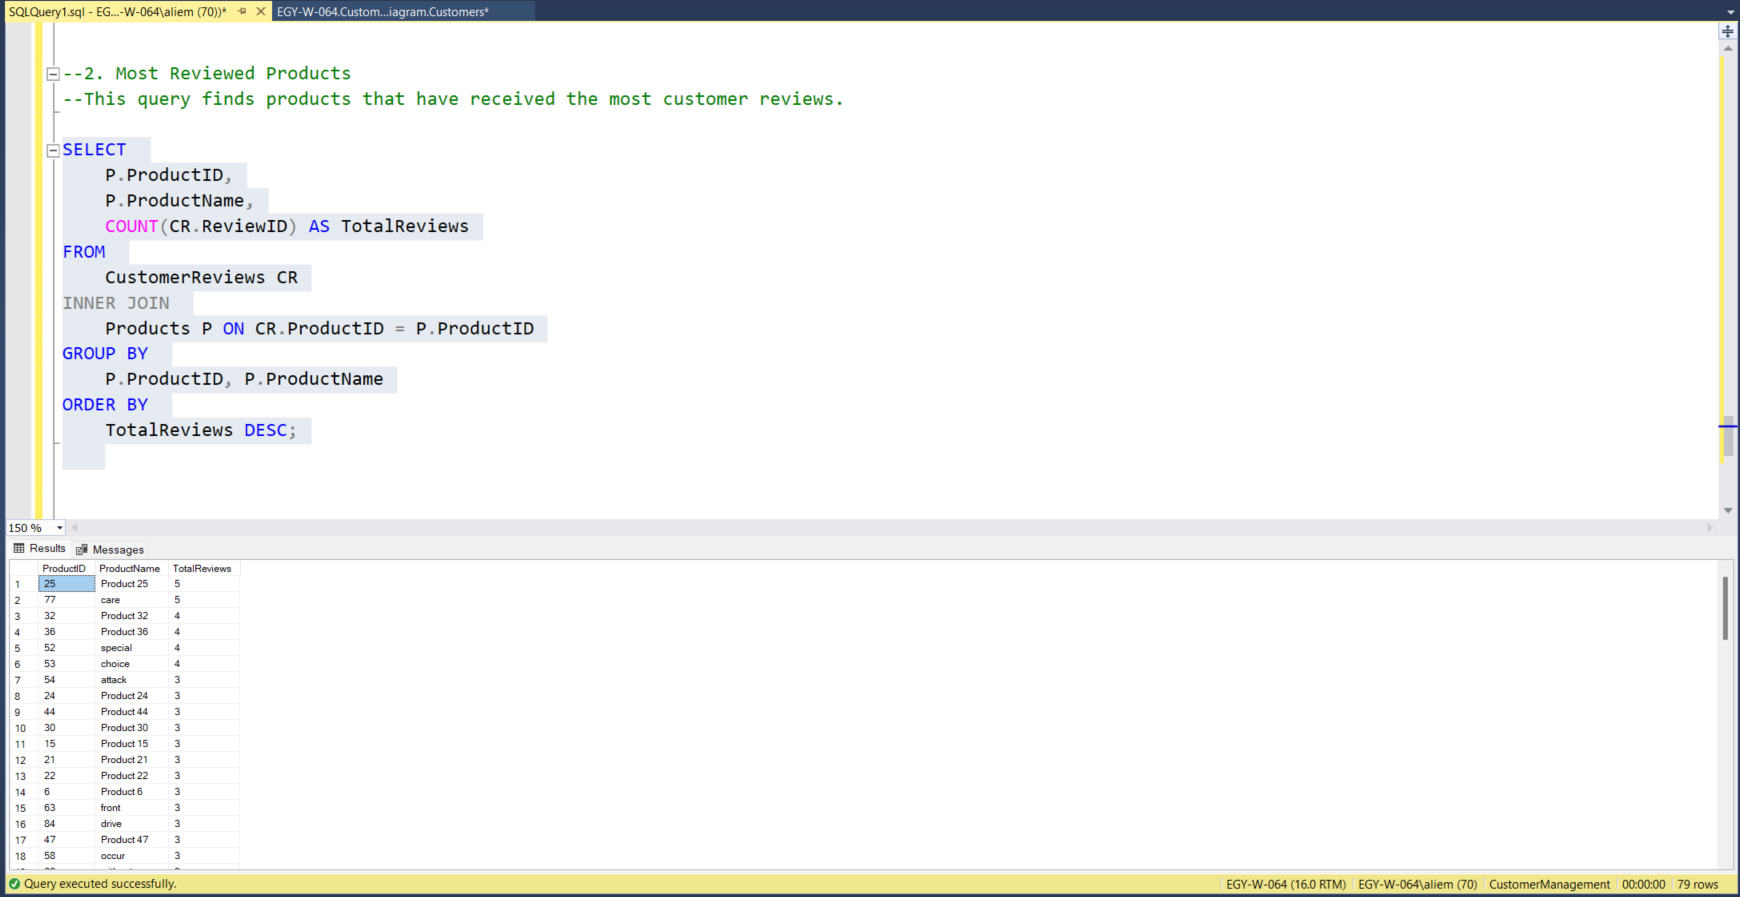 SQLQuery1.sql - EG...-W-064\aliem (70))* EGY-W-064.Custom...iagram.Customers*
--2. Most Reviewed Products
--This query finds products that have received the most customer reviews.
SELECT
P.ProductID,
P.ProductName,
COUNT(CR.ReviewID) AS TotalReviews
FROM
CustomerReviews CR
INNER JOIN
Products P ON CR.ProductID = P.ProductID
GROUP BY
P.ProductID, P.ProductName
ORDER BY
TotalReviews DESC;
150 %
Results Messages
ProductID ProductName TotalReviews
1 25 Product 25 5
2 77 care 5
3 32 Product 32 4
4 36 Product 36 4
5 52 special 4
6 53 choice 4
7 54 attack 3
8 24 Product 24 3
9 44 Product 44 3
10 30 Product 30 3
11 15 Product 15 3
12 21 Product 21 3
13 22 Product 22 3
14 6 Product 6 3
15 63 front 3
16 84 drive 3
17 47 Product 47 3
18 58 occur 3
Query executed successfully. EGY-W-064 (16.0 RTM) EGY-W-064\aliem (70) CustomerManagement 00:00:00 79 rows